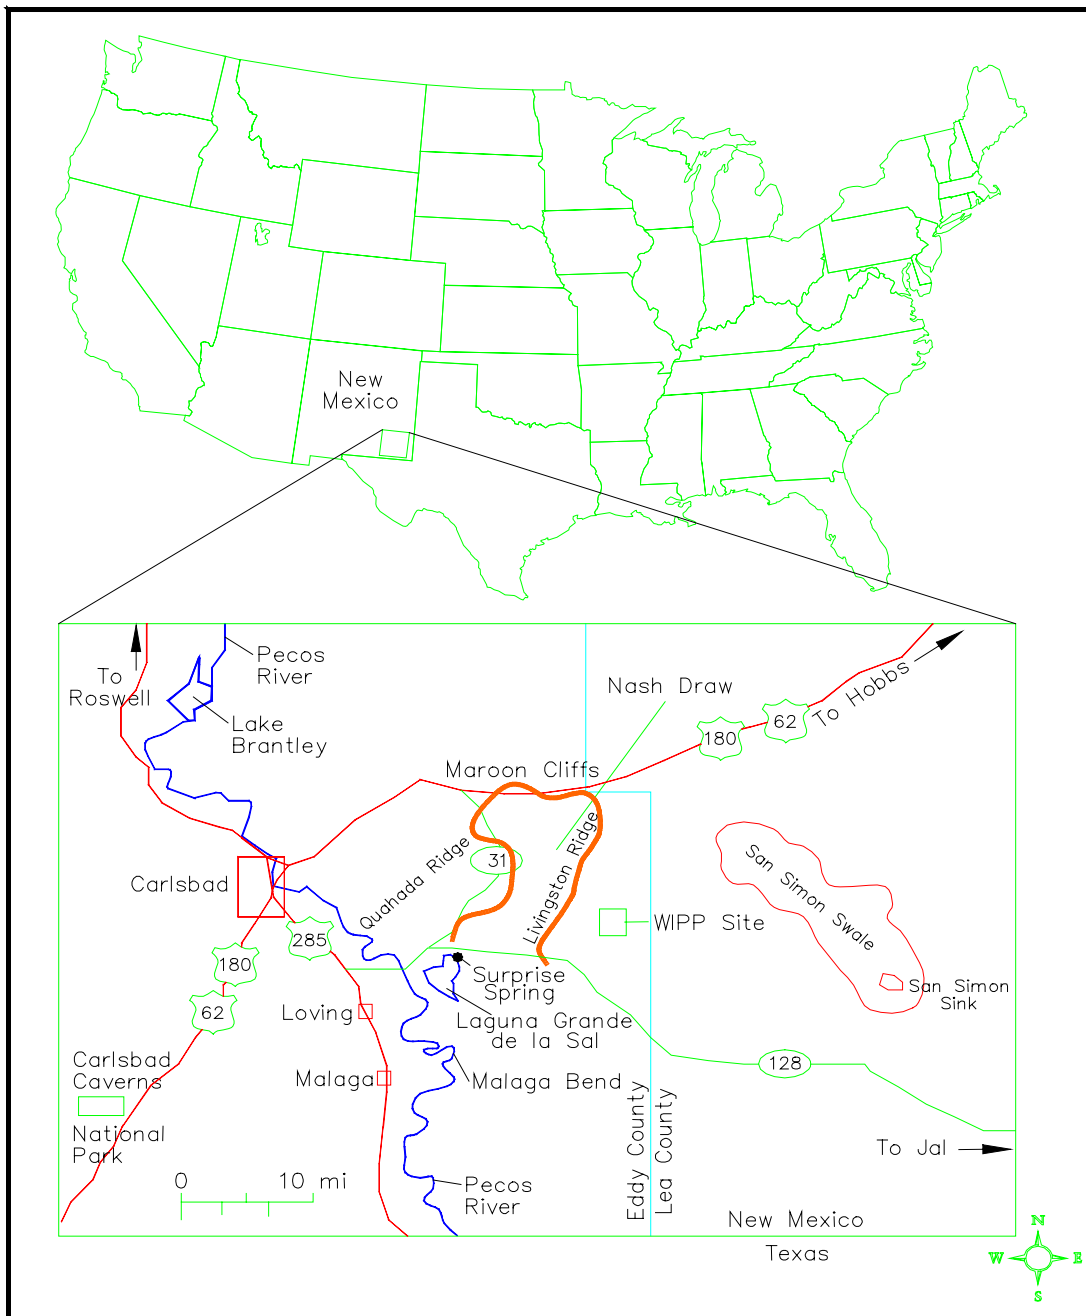 New
Mexico
To
Roswell
Pecos
River
Lake
Brantley
Nash Draw
To Hobbs
62
180
Maroon Cliffs
Quahada Ridge
31
Livingston Ridge
San Simon Swale
Carlsbad
WIPP Site
285
180
62
Surprise
Spring
San Simon
Sink
Loving
Laguna Grande
de la Sal
Carlsbad
Caverns
National
Park
Malaga
Malaga Bend
128
Eddy County
Lea County
To Jal
0 10 mi
Pecos
River
New Mexico
Texas
N
W E
S